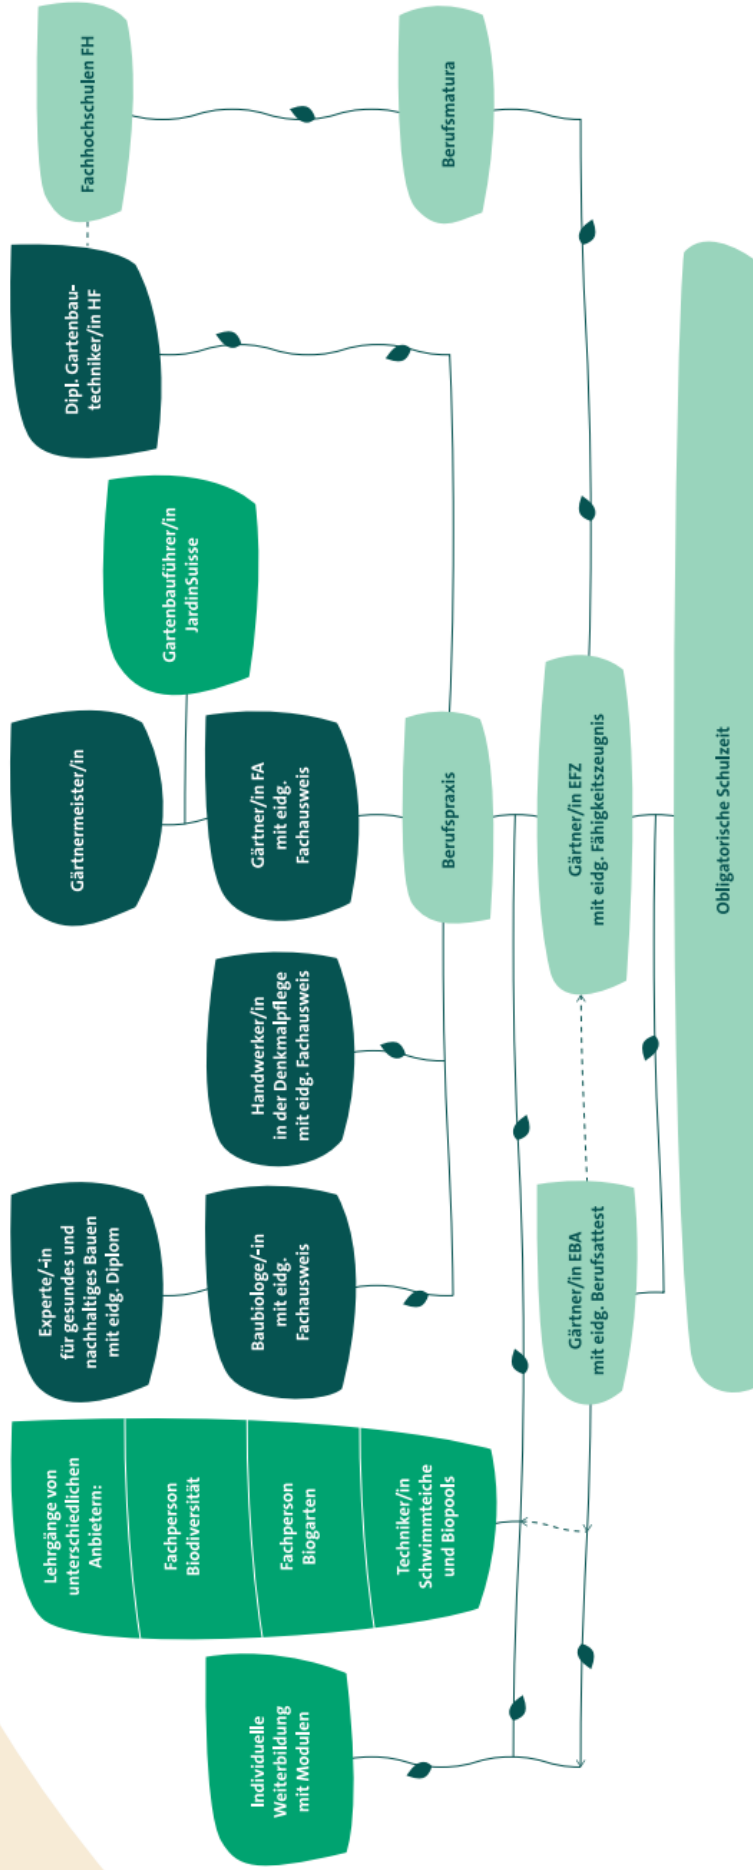 Individuelle
Weiterbildung
mit Modulen
Lehrgänge von
unterschiedlichen
Anbietern:
Fachperson
Biodiversität
Fachperson
Biogarten
Techniker/in
Schwimmteiche
und Biopools
Experte/-in
für gesundes und
nachhaltiges Bauen
mit eidg. Diplom
Baubiologe/-in
mit eidg.
Fachausweis
Handwerker/in
in der Denkmalpflege
mit eidg. Fachausweis
Gärtnermeister/in
Gärtner/in FA
mit eidg.
Fachausweis
Gartenbauführer/in
JardinSuisse
Dipl. Gartenbau-
techniker/in HF
Fachhochschulen FH
Berufspraxis
Berufsmatura
Gärtner/in EBA
mit eidg. Berufsattest
Gärtner/in EFZ
mit eidg. Fähigkeitszeugnis
Obligatorische Schulzeit